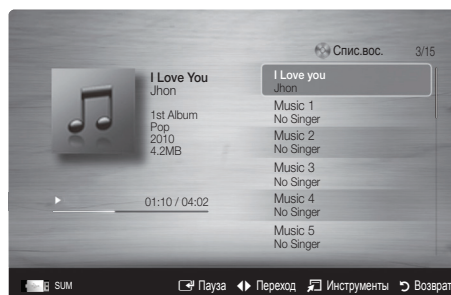 Спис.вос. 3/15
I Love You
Jhon
1st Album
Pop
2010
4.2MB
01:10 / 04:02
I Love you
Jhon
Music 1
No Singer
Music 2
No Singer
Music 3
No Singer
Music 4
No Singer
Music 5
No Singer
SUM Пауза Переход Инструменты Возврат